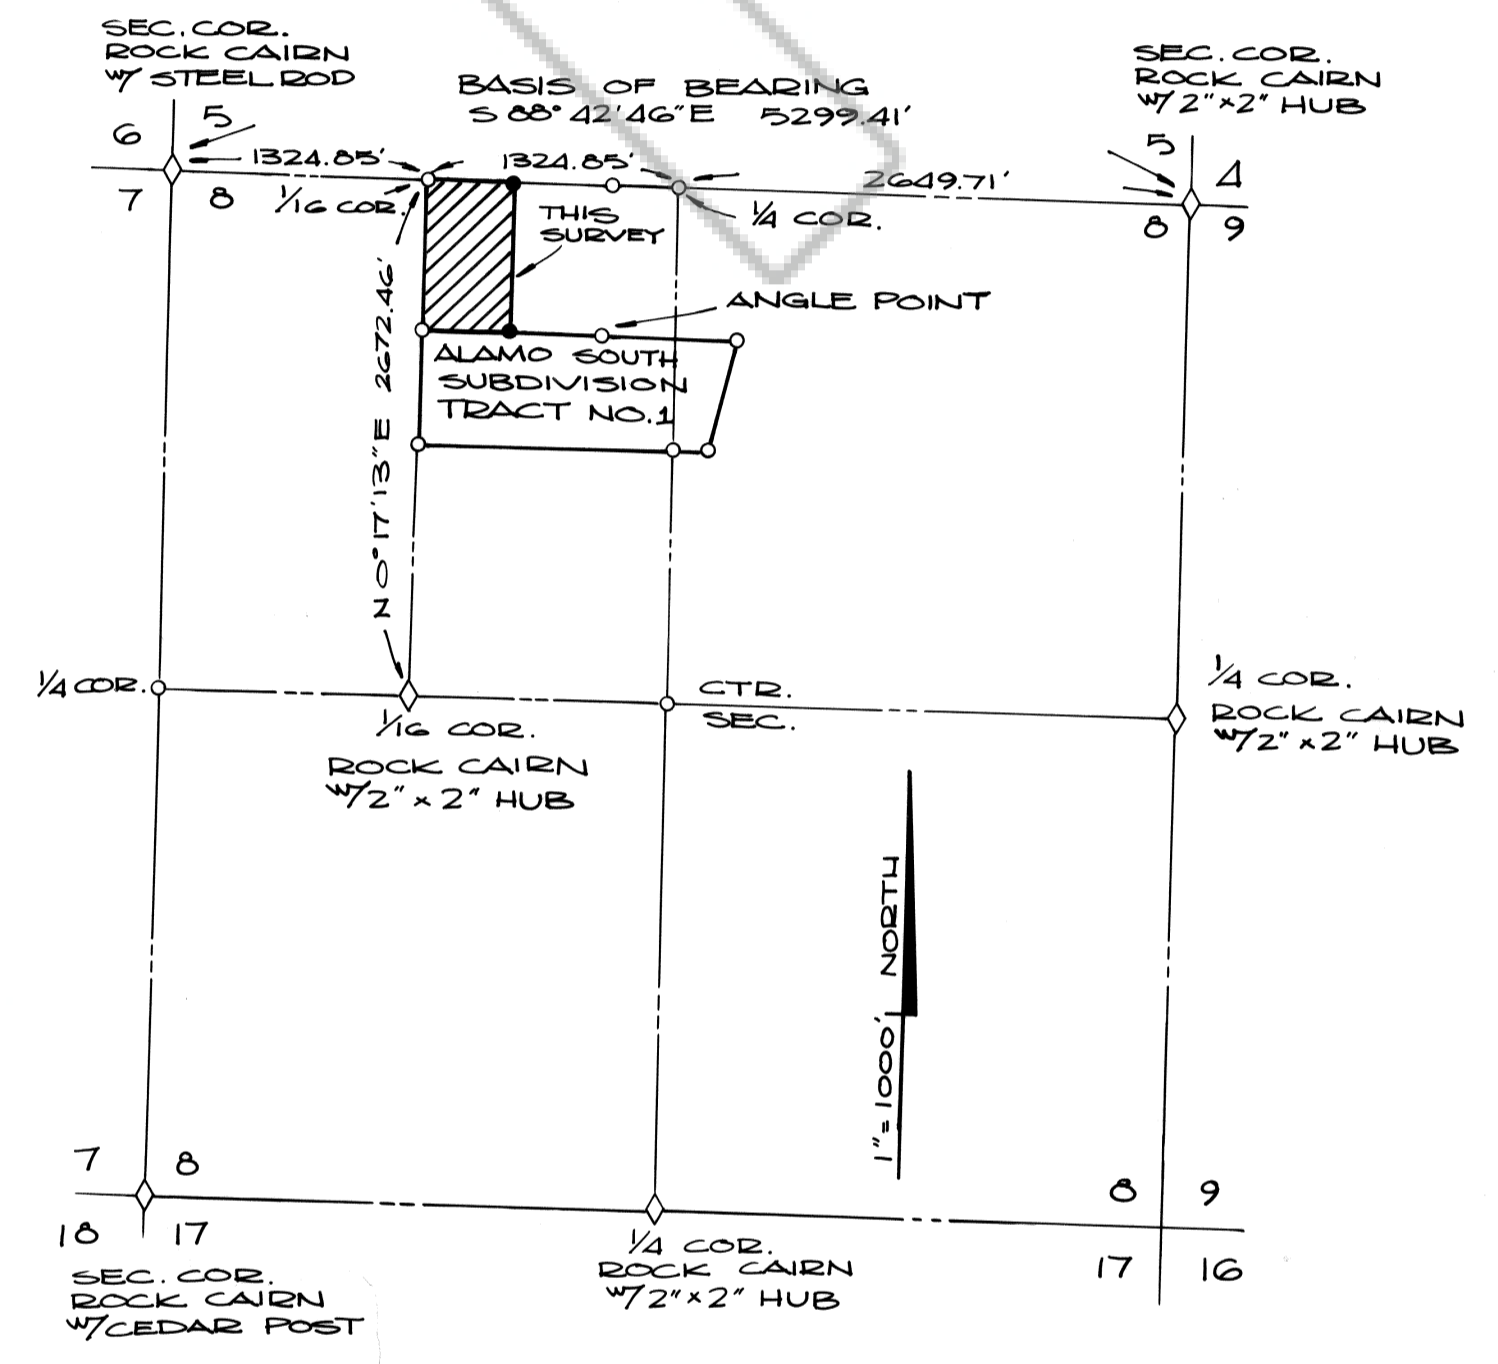 SEC. COR.
ROCK CAIRN
W/ STEEL ROD
BASIS OF BEARING
S 88° 42' 46" E 5299.41'
SEC. COR.
ROCK CAIRN
W/ 2" x 2" HUB
6 5
7 8
1324.85'
1324.85'
2649.71'
5 4
8 9
1/16 COR.
THIS
SURVEY
1/4 COR.
N 0° 17' 13" E 2672.46'
ANGLE POINT
ALAMO SOUTH
SUBDIVISION
TRACT NO. 1
1/4 COR.
CTR.
SEC.
1/4 COR.
ROCK CAIRN
W/ 2" x 2" HUB
1/16 COR.
ROCK CAIRN
W/ 2" x 2" HUB
1" = 1000' NORTH
7 8
18 17
SEC. COR.
ROCK CAIRN
W/ CEDAR POST
1/4 COR.
ROCK CAIRN
W/ 2" x 2" HUB
8 9
17 16